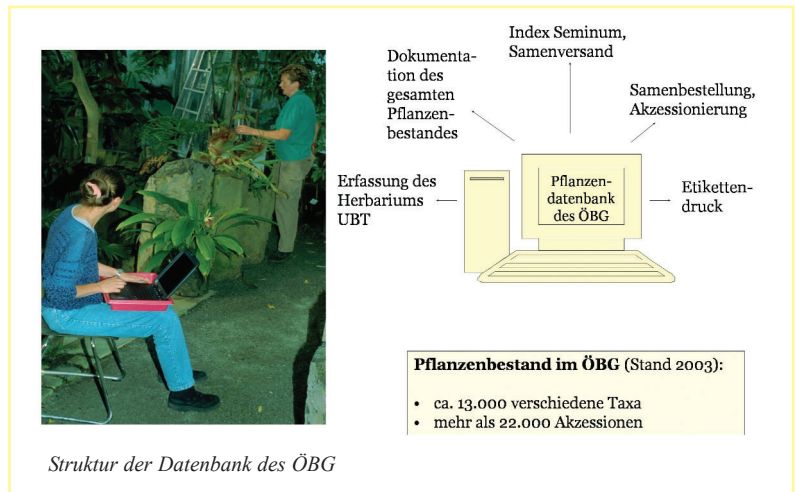 Dokumenta-
tion des
gesamten
Pflanzen-
bestandes
Index Seminum,
Samenversand
Samenbestellung,
Akzessionierung
Erfassung des
Herbariums
UBT
Pflanzen-
datenbank
des ÖBG
Etiketten-
druck
Pflanzenbestand im ÖBG (Stand 2003):
• ca. 13.000 verschiedene Taxa
• mehr als 22.000 Akzessionen
Struktur der Datenbank des ÖBG